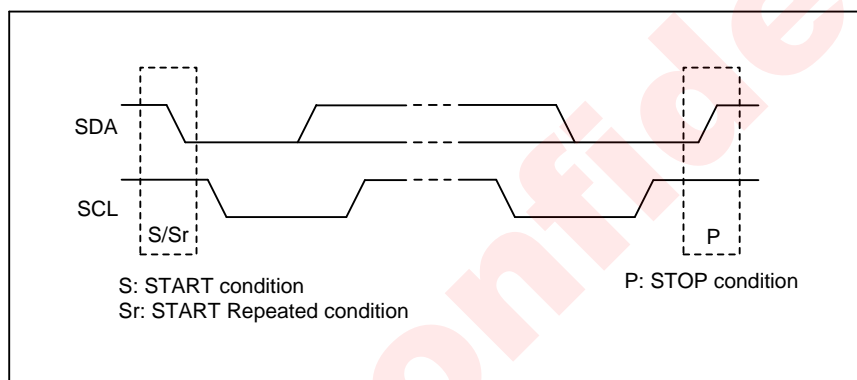 SDA
SCL
S/Sr
P
S: START condition
P: STOP condition
Sr: START Repeated condition